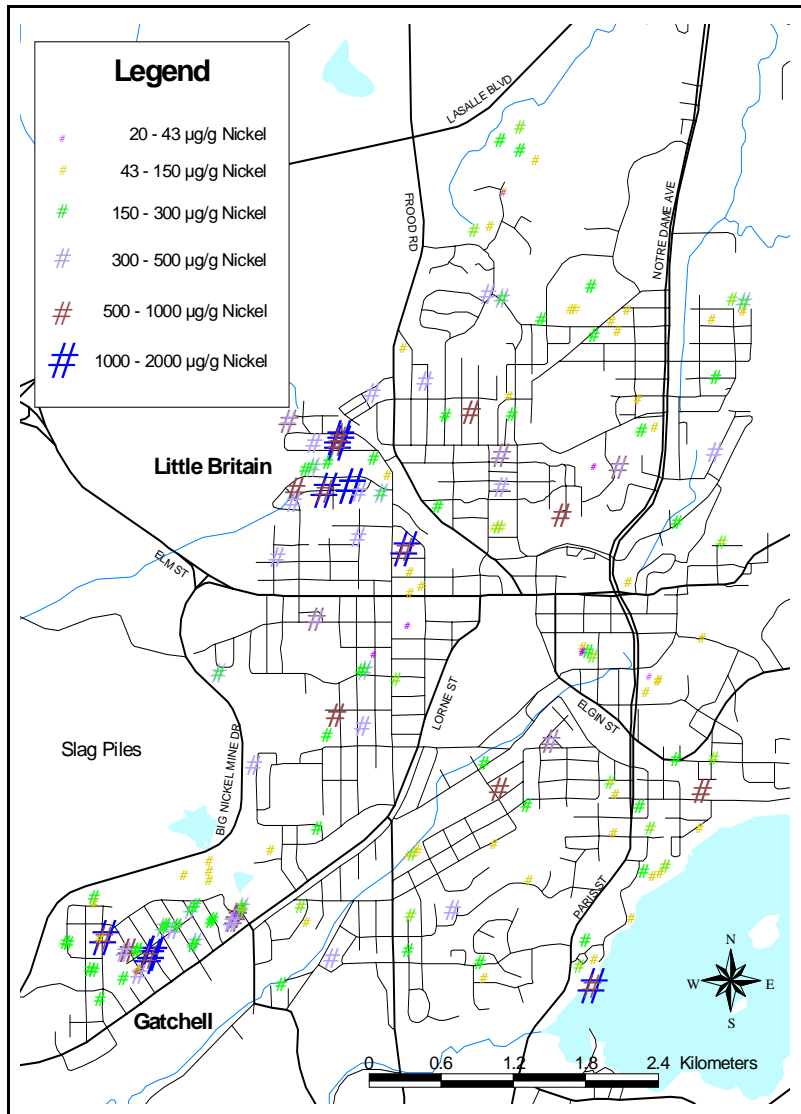 Legend
20 - 43 µg/g Nickel
43 - 150 µg/g Nickel
150 - 300 µg/g Nickel
300 - 500 µg/g Nickel
500 - 1000 µg/g Nickel
1000 - 2000 µg/g Nickel
LASALLE BLVD
FROOD RD
NOTRE DAME AVE
Little Britain
ELM ST
LORNE ST
ELGIN ST
Slag Piles
BIG NICKEL MINE DR
PARIS ST
N
W E
S
Gatchell
0 0.6 1.2 1.8 2.4 Kilometers